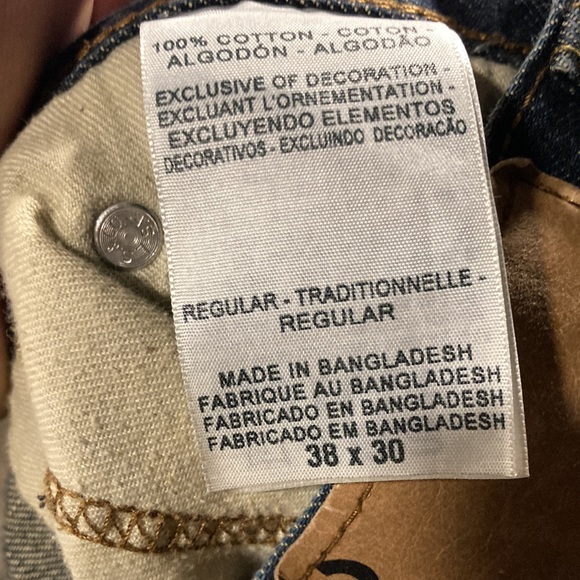 100% COTTON - COTON -
ALGODÓN - ALGODÃO
EXCLUSIVE OF DECORATION -
EXCLUANT L'ORNEMENTATION -
EXCLUYENDO ELEMENTOS
DECORATIVOS - EXCLUINDO DECORACÃO
REGULAR - TRADITIONNELLE -
REGULAR
MADE IN BANGLADESH
FABRIQUE AU BANGLADESH
FABRICADO EN BANGLADESH
FABRICADO EM BANGLADESH
38 x 30